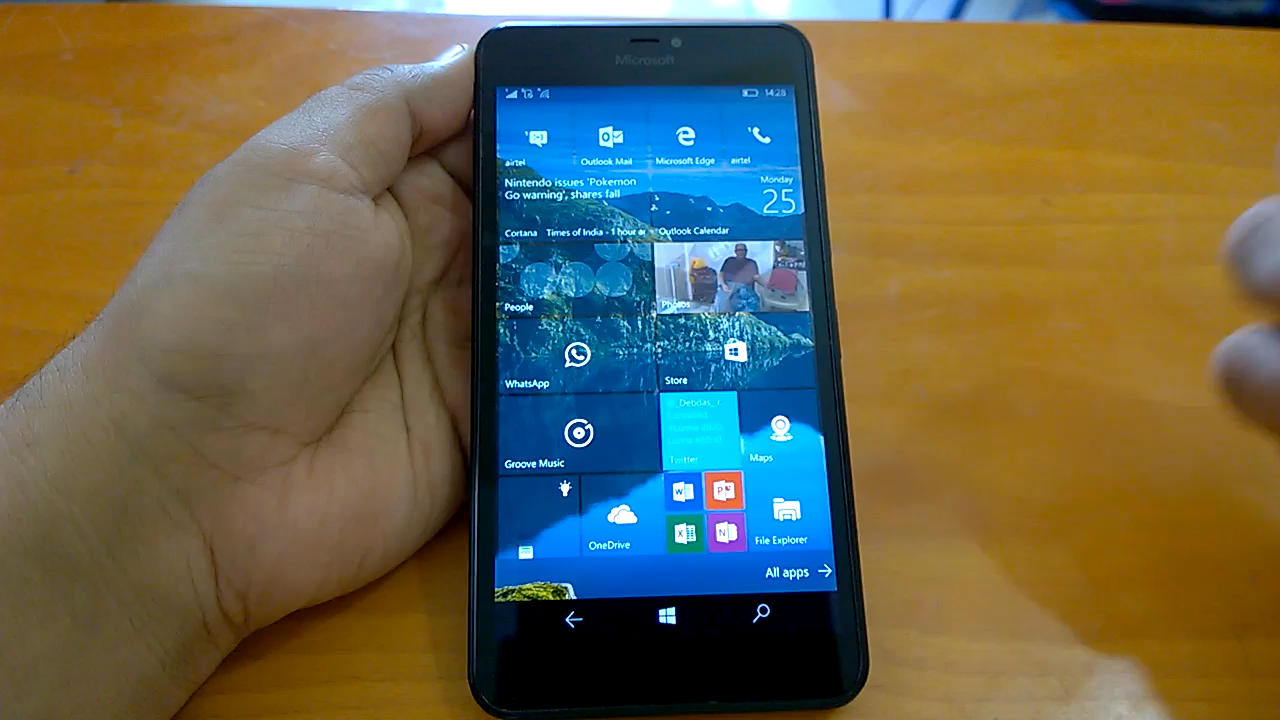 Microsoft
14:28
airtel
Outlook Mail
Microsoft Edge
airtel
Nintendo issues 'Pokemon
Go warning', shares fall
Monday
25
Cortana Times of India - 1 hour
Outlook Calendar
People
Photos
WhatsApp
Store
Groove Music
_Debdas_r
Twitter
Maps
OneDrive
File Explorer
All apps